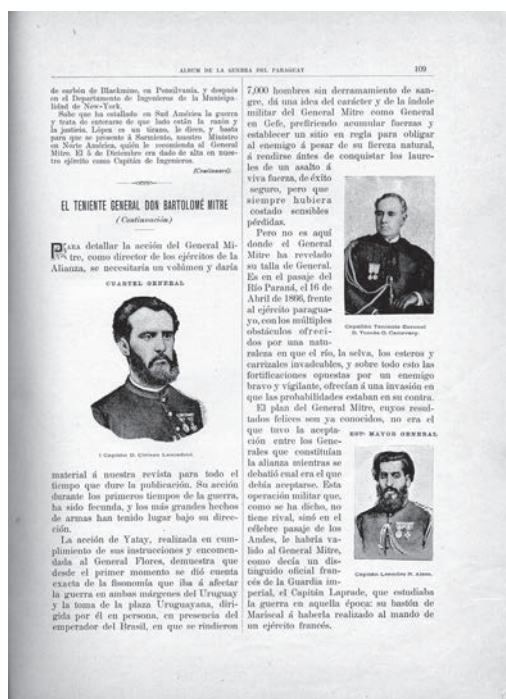 ALBUM DE LA GUERRA DEL PARAGUAY
109
de carbón de Blackmine, en Pensilvania, y después
en el Departamento de Ingenieros de la Municipa-
lidad de New-York.
Sabe que ha estallado en Sud América la guerra
y trata de enterarse de que lado están la razón y
la justicia. López es un tirano, le dicen, y basta
para que se presente á Sarmiento, nuestro Ministro
en Norte América, quién le recomienda al General
Mitre. El 5 de Diciembre era dado de alta en nues-
tro ejército como Capitán de Ingenieros.
(Continuará).
EL TENIENTE GENERAL DON BARTOLOMÉ MITRE
(Continuación)
PARA detallar la acción del General Mi-
tre, como director de los ejércitos de la
Alianza, se necesitaría un volúmen y daría
CUARTEL GENERAL
Capitán D.
material á nuestra revista para todo el
tiempo que dure la publicación. Su acción
durante los primeros tiempos de la guerra,
ha sido fecunda, y los más grandes hechos
de armas han tenido lugar bajo su direc-
ción.
La acción de Yatay, realizada en cum-
plimiento de sus instrucciones y encomen-
dada al General Flores, demuestra que
desde el primer momento se dió cuenta
exacta de la fisonomía que iba á afectar
la guerra en ambas márgenes del Uruguay
y la toma de la plaza Uruguayana, diri-
gida por él en persona, en presencia del
emperador del Brasil, en que se rindieron
7,000 hombres sin derramamiento de san-
gre, dá una idea del carácter y de la índole
militar del General Mitre como General
en Gefe, prefiriendo acumular fuerzas y
establecer un sitio en regla para obligar
al enemigo á pesar de su fiereza natural,
á rendirse ántes de conquistar los laure-
les de un asalto á
viva fuerza, de éxito
seguro, pero que
siempre hubiera
costado sensibles
pérdidas.
Pero no es aquí
donde el General
Mitre ha revelado
su talla de General.
Es en el pasaje del
Río Paraná, el 16 de
Abril de 1866, frente
al ejército paragua-
yo, con los múltiples
obstáculos ofreci-
dos por una natu-
Capellán Teniente Coronel
D. Tomás O. Canavery.
raleza en que el río, la selva, los esteros y
carrizales invadeables, y sobre todo esto las
fortificaciones opuestas por un enemigo
bravo y vigilante, ofrecían á una invasión en
que las probabilidades estaban en su contra.
El plan del General Mitre, cuyos resul-
tados felices son ya conocidos, no era el
que tuvo la acepta-
ción entre los Gene-
rales que constituían
la alianza mientras se
debatió cual era el que
debía aceptarse. Esta
operación militar que,
como se ha dicho, no
tiene rival, sinó en el
célebre pasaje de los
Andes, le habría va-
lido al General Mitre,
como decía un dis-
tinguido oficial fran-
cés de la Guardia im-
ESTº MAYOR GENERAL
Capitán Leandro N. Alem.
perial, el Capitán Laprade, que estudiaba
la guerra en aquella época: su bastón de
Mariscal á haberla realizado al mando de
un ejército francés.